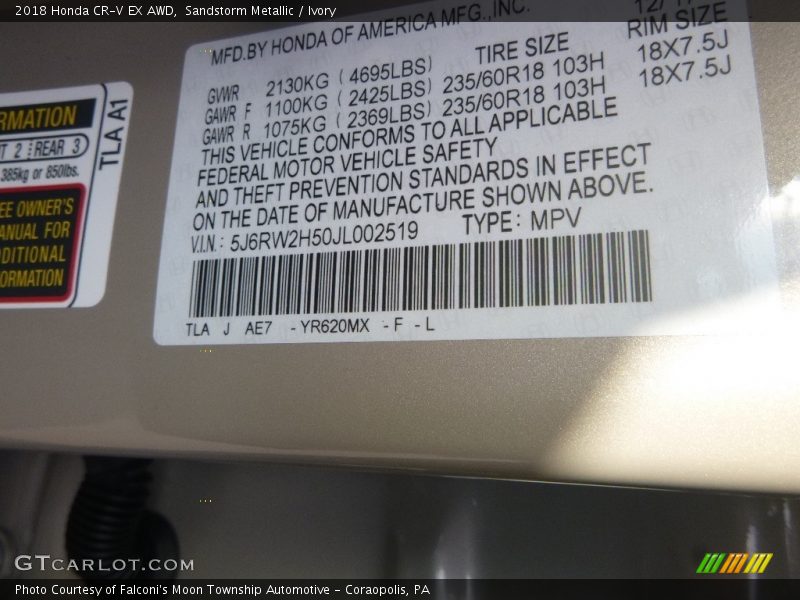 2018 Honda CR-V EX AWD, Sandstorm Metallic / Ivory
MFD.BY HONDA OF AMERICA MFG.,INC.
GVWR 2130KG ( 4695LBS) TIRE SIZE RIM SIZE
GAWR F 1100KG ( 2425LBS) 235/60R18 103H 18X7.5J
GAWR R 1075KG ( 2369LBS) 235/60R18 103H 18X7.5J
THIS VEHICLE CONFORMS TO ALL APPLICABLE
FEDERAL MOTOR VEHICLE SAFETY
AND THEFT PREVENTION STANDARDS IN EFFECT
ON THE DATE OF MANUFACTURE SHOWN ABOVE.
V.I.N.: 5J6RW2H50JL002519 TYPE: MPV
TLA J AE7 -YR620MX -F -L
RMATION
TLA A1
T 2 REAR 3
385kg or 850lbs.
EE OWNER'S
ANUAL FOR
DITIONAL
FORMATION
GTCARLOT.COM
Photo Courtesy of Falconi's Moon Township Automotive - Coraopolis, PA